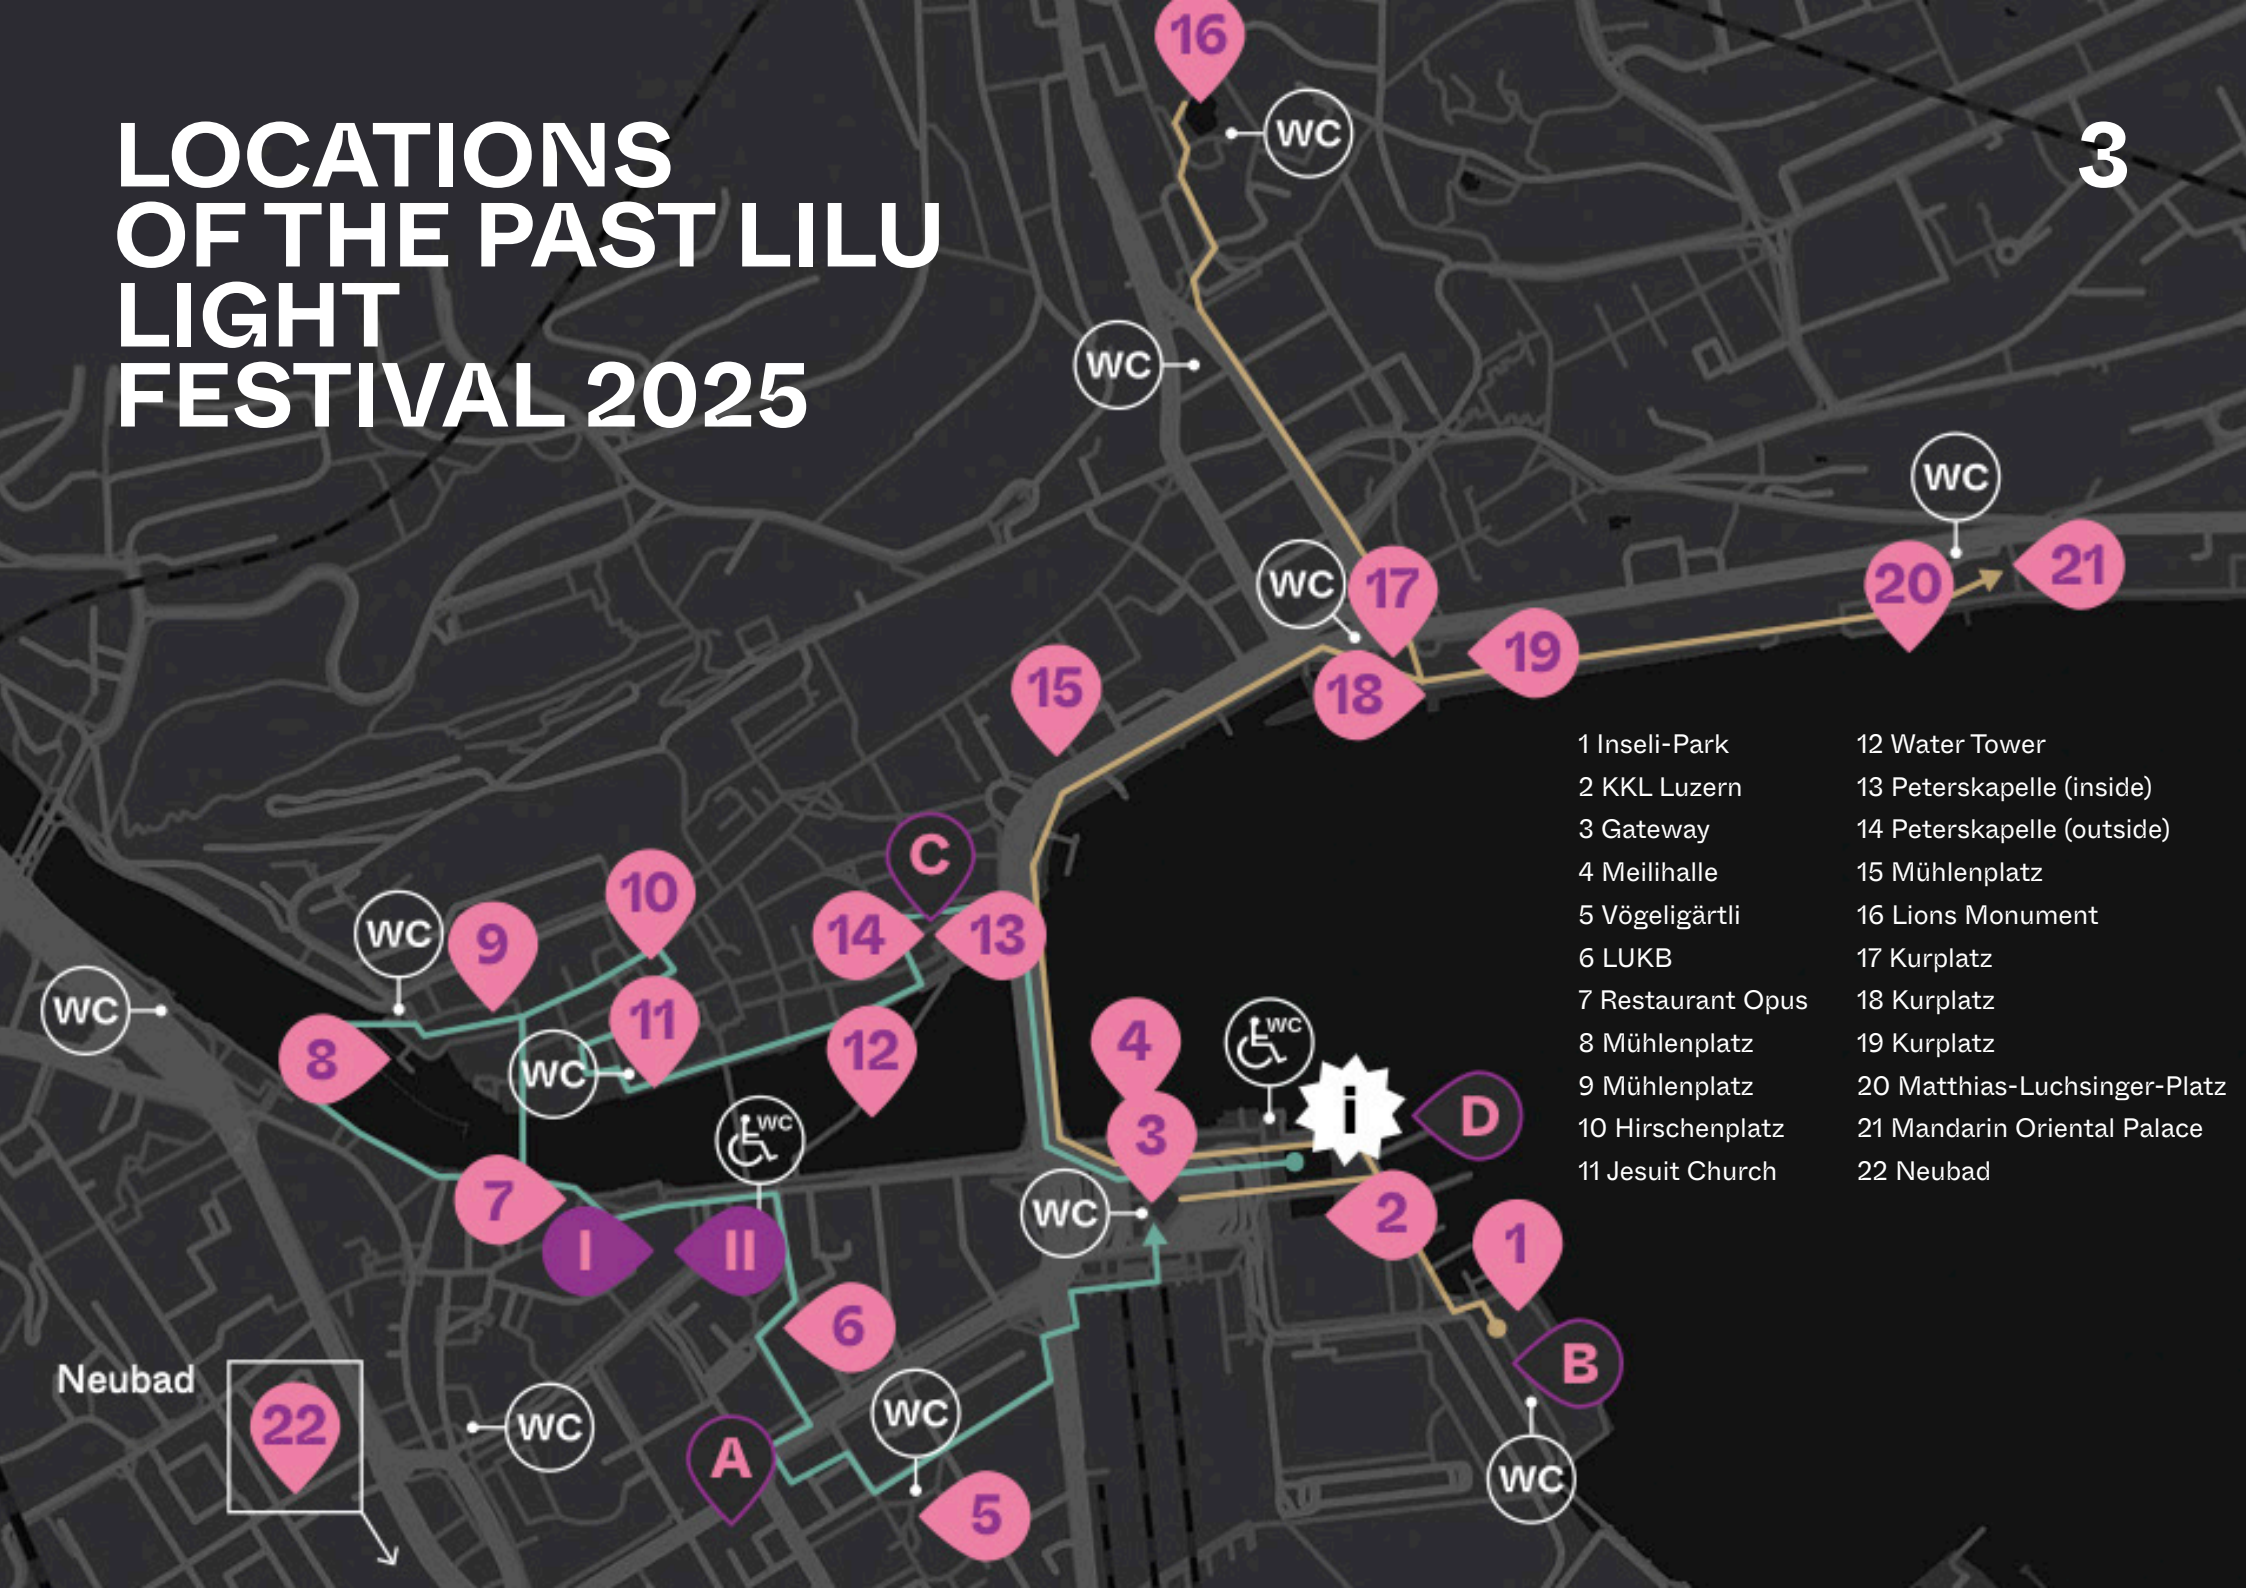 LOCATIONS
OF THE PAST LILU
LIGHT
FESTIVAL 2025
3
16
WC
WC
WC
20
21
WC
17
19
15
18
1 Inseli-Park
2 KKL Luzern
3 Gateway
4 Meilihalle
5 Vögeligärtli
6 LUKB
7 Restaurant Opus
8 Mühlenplatz
9 Mühlenplatz
10 Hirschenplatz
11 Jesuit Church
12 Water Tower
13 Peterskapelle (inside)
14 Peterskapelle (outside)
15 Mühlenplatz
16 Lions Monument
17 Kurplatz
18 Kurplatz
19 Kurplatz
20 Matthias-Luchsinger-Platz
21 Mandarin Oriental Palace
22 Neubad
C
10
WC
9
14
13
WC
11
8
WC
12
4
WC
i
D
3
WC
7
I
II
WC
2
1
6
B
Neubad
22
WC
A
WC
5
WC